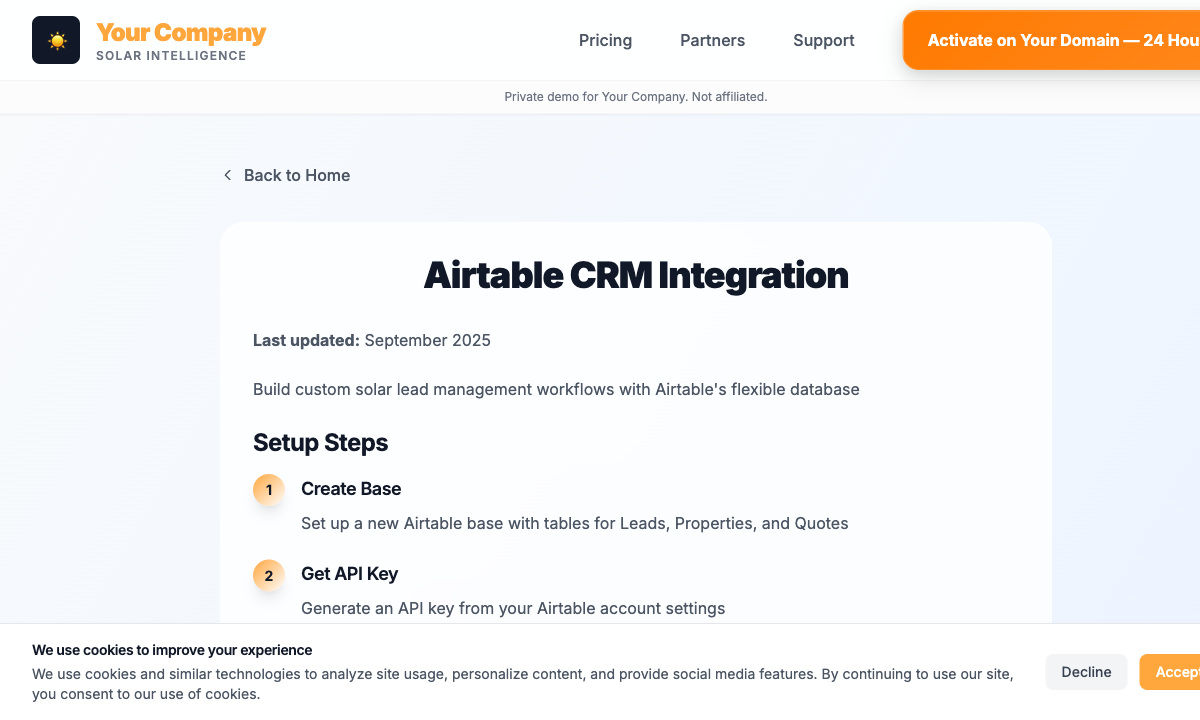 Your Company
SOLAR INTELLIGENCE
Pricing
Partners
Support
Activate on Your Domain — 24 Hou
Private demo for Your Company. Not affiliated.
Back to Home
Airtable CRM Integration
Last updated: September 2025
Build custom solar lead management workflows with Airtable's flexible database
Setup Steps
1
Create Base
Set up a new Airtable base with tables for Leads, Properties, and Quotes
2
Get API Key
Generate an API key from your Airtable account settings
We use cookies to improve your experience
We use cookies and similar technologies to analyze site usage, personalize content, and provide social media features. By continuing to use our site,
you consent to our use of cookies.
Decline
Accep